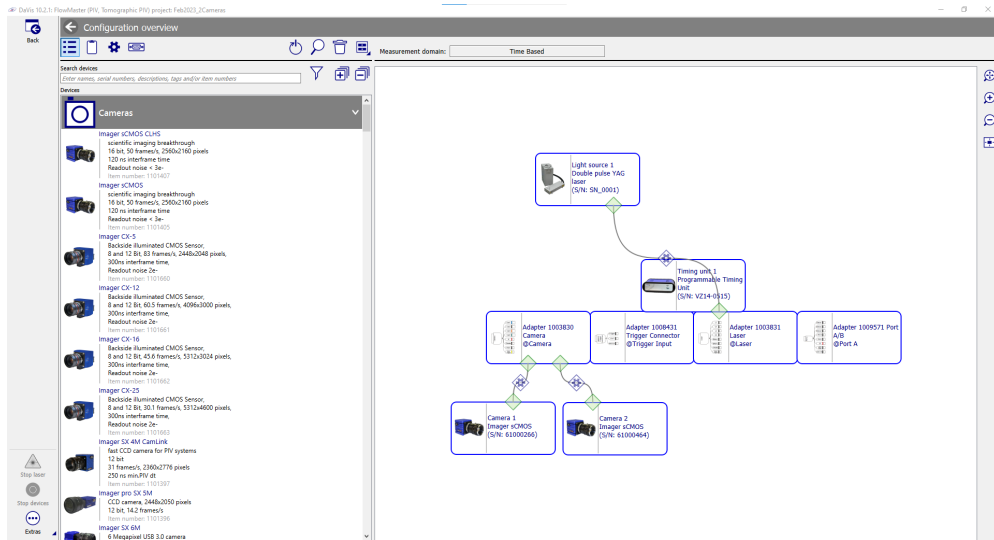 DaVis 10.2.1: FlowMaster (PIV, Tomographic PIV) project: Feb2023_2Cameras
Back
Configuration overview
Measurement domain:
Time Based
Search devices
Enter names, serial numbers, descriptions, tags and/or item numbers
Devices
Cameras
Imager sCMOS CLHS
scientific imaging breakthrough
16 bit, 50 frames/s, 2560x2160 pixels
120 ns interframe time
Readout noise < 3e-
Item number: 1101407
Imager sCMOS
scientific imaging breakthrough
16 bit, 50 frames/s, 2560x2160 pixels
120 ns interframe time
Readout noise < 3e-
Item number: 1101405
Imager CX-5
Backside illuminated CMOS Sensor,
8 and 12 Bit, 83 frames/s, 2448x2048 pixels,
300ns interframe time,
Readout noise 2e-
Item number: 1101660
Imager CX-12
Backside illuminated CMOS Sensor,
8 and 12 Bit, 60.5 frames/s, 4096x3000 pixels,
300ns interframe time,
Readout noise 2e-
Item number: 1101661
Imager CX-16
Backside illuminated CMOS Sensor,
8 and 12 Bit, 45.6 frames/s, 5312x3024 pixels,
300ns interframe time,
Readout noise 2e-
Item number: 1101662
Imager CX-25
Backside illuminated CMOS Sensor,
8 and 12 Bit, 30.1 frames/s, 5312x4600 pixels,
300ns interframe time,
Readout noise 2e-
Item number: 1101663
Imager SX 4M CamLink
fast CCD camera for PIV systems
12 bit
31 frames/s, 2360x2776 pixels
250 ns min.PIV dt
Item number: 1101397
Imager pro SX 5M
CCD camera, 2448x2050 pixels
12 bit, 14.2 frames/s
Item number: 1101396
Imager SX 6M
6 Megapixel USB 3.0 camera
Stop laser
Stop devices
Extras
Light source 1
Double pulse YAG
laser
(S/N: SN_0001)
Timing unit 1
Programmable Timing
Unit
(S/N: VZ14-0515)
Adapter 1003830
Camera
@Camera
Adapter 1008431
Trigger Connector
@Trigger Input
Adapter 1003831
Laser
@Laser
Adapter 1009571 Port
A/B
@Port A
Camera 1
Imager sCMOS
(S/N: 61000266)
Camera 2
Imager sCMOS
(S/N: 61000464)